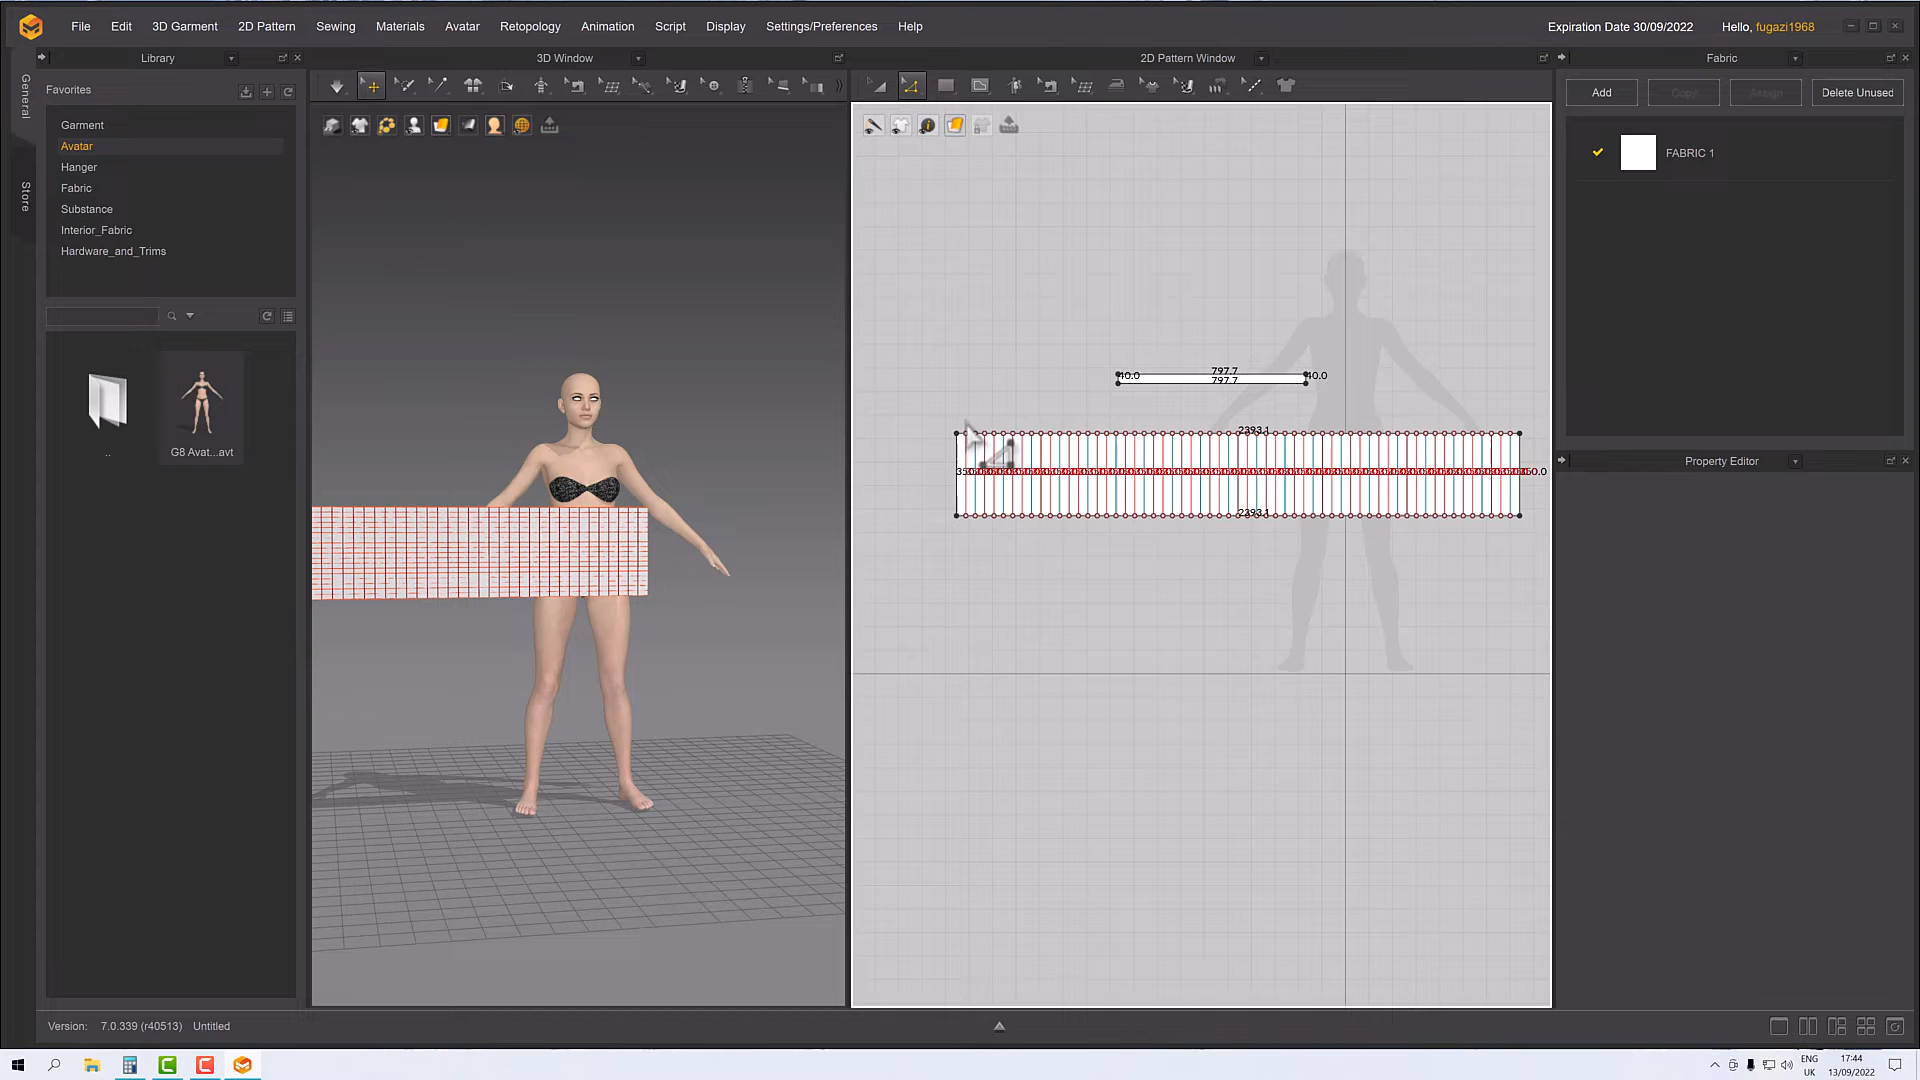 File Edit 3D Garment 2D Pattern Sewing Materials Avatar Retopology Animation Script Display Settings/Preferences Help Expiration Date 30/09/2022 Hello, fugazi1968
Library 3D Window 2D Pattern Window Fabric
General
Store
Favorites
Garment
Avatar
Hanger
Fabric
Substance
Interior_Fabric
Hardware_and_Trims
..
G8 Avat...avt
40.0 797.7 40.0
797.7
2393.1
2393.1
Add Copy Assign Delete Unused
FABRIC 1
Property Editor
Version: 7.0.339 (r40513) Untitled
ENG
UK
17:44
13/09/2022